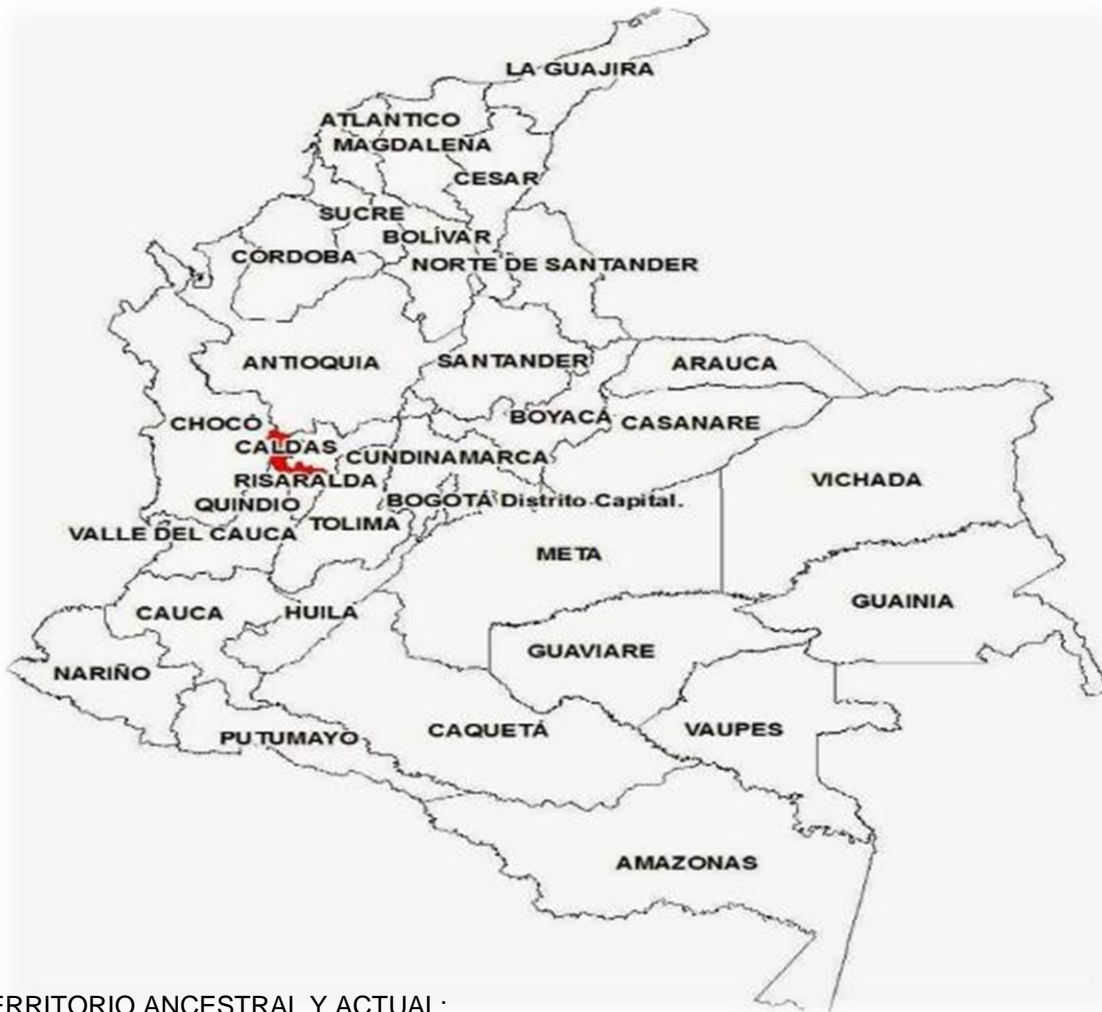 LA GUAJIRA
ATLANTICO
MAGDALENA
CESAR
SUCRE
BOLÍVAR
CORDOBA
NORTE DE SANTANDER
ANTIOQUIA
SANTANDER
ARAUCA
CHOCÓ
BOYACÁ
CASANARE
CALDAS
CUNDINAMARCA
VICHADA
RISARALDA
QUINDIO
BOGOTÁ Distrito Capital.
TOLIMA
VALLE DEL CAUCA
META
CAUCA
HUILA
GUAINIA
GUAVIARE
NARIÑO
PUTUMAYO
CAQUETÁ
VAUPES
AMAZONAS
ERRITORIO ANCESTRAL Y ACTUAL: